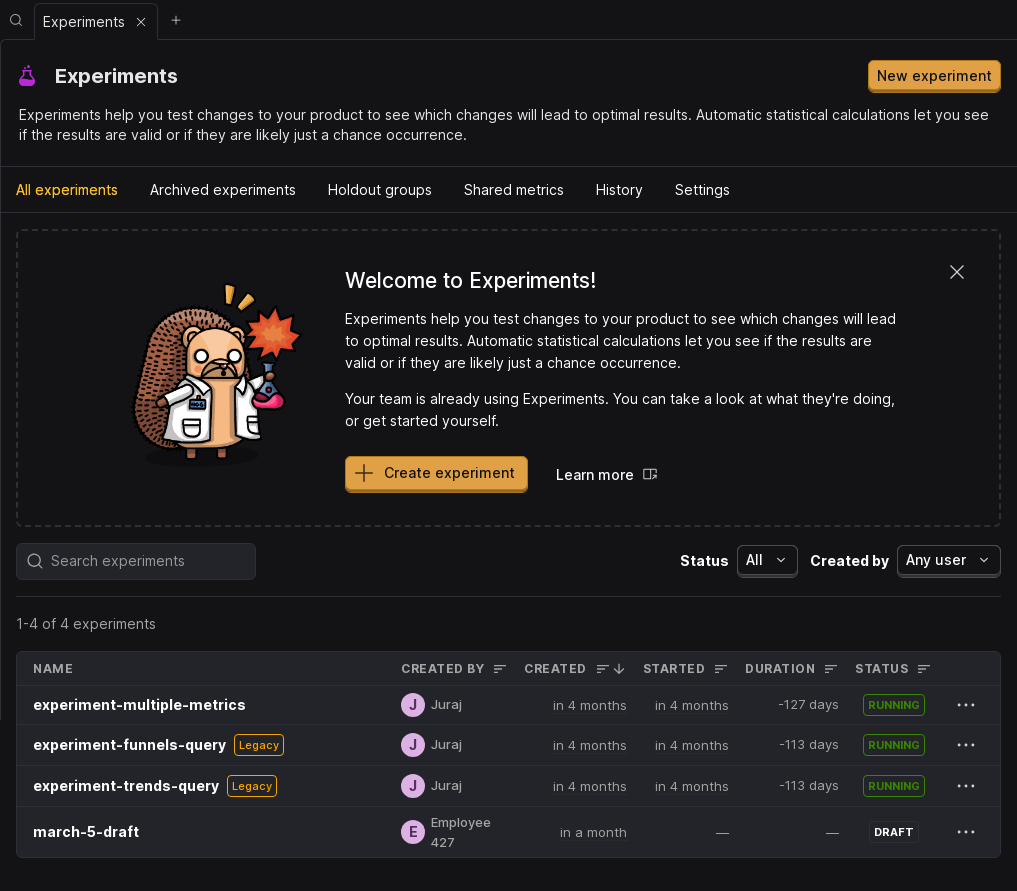 Experiments
Experiments
New experiment
Experiments help you test changes to your product to see which changes will lead to optimal results. Automatic statistical calculations let you see
if the results are valid or if they are likely just a chance occurrence.
All experiments Archived experiments Holdout groups Shared metrics History Settings
Welcome to Experiments!
Experiments help you test changes to your product to see which changes will lead
to optimal results. Automatic statistical calculations let you see if the results are
valid or if they are likely just a chance occurrence.
Your team is already using Experiments. You can take a look at what they're doing,
or get started yourself.
Create experiment Learn more
Search experiments Status All Created by Any user
1-4 of 4 experiments
NAME CREATED BY CREATED STARTED DURATION STATUS
experiment-multiple-metrics J Juraj in 4 months in 4 months -127 days RUNNING
experiment-funnels-query Legacy J Juraj in 4 months in 4 months -113 days RUNNING
experiment-trends-query Legacy J Juraj in 4 months in 4 months -113 days RUNNING
march-5-draft E Employee 427 in a month — — DRAFT